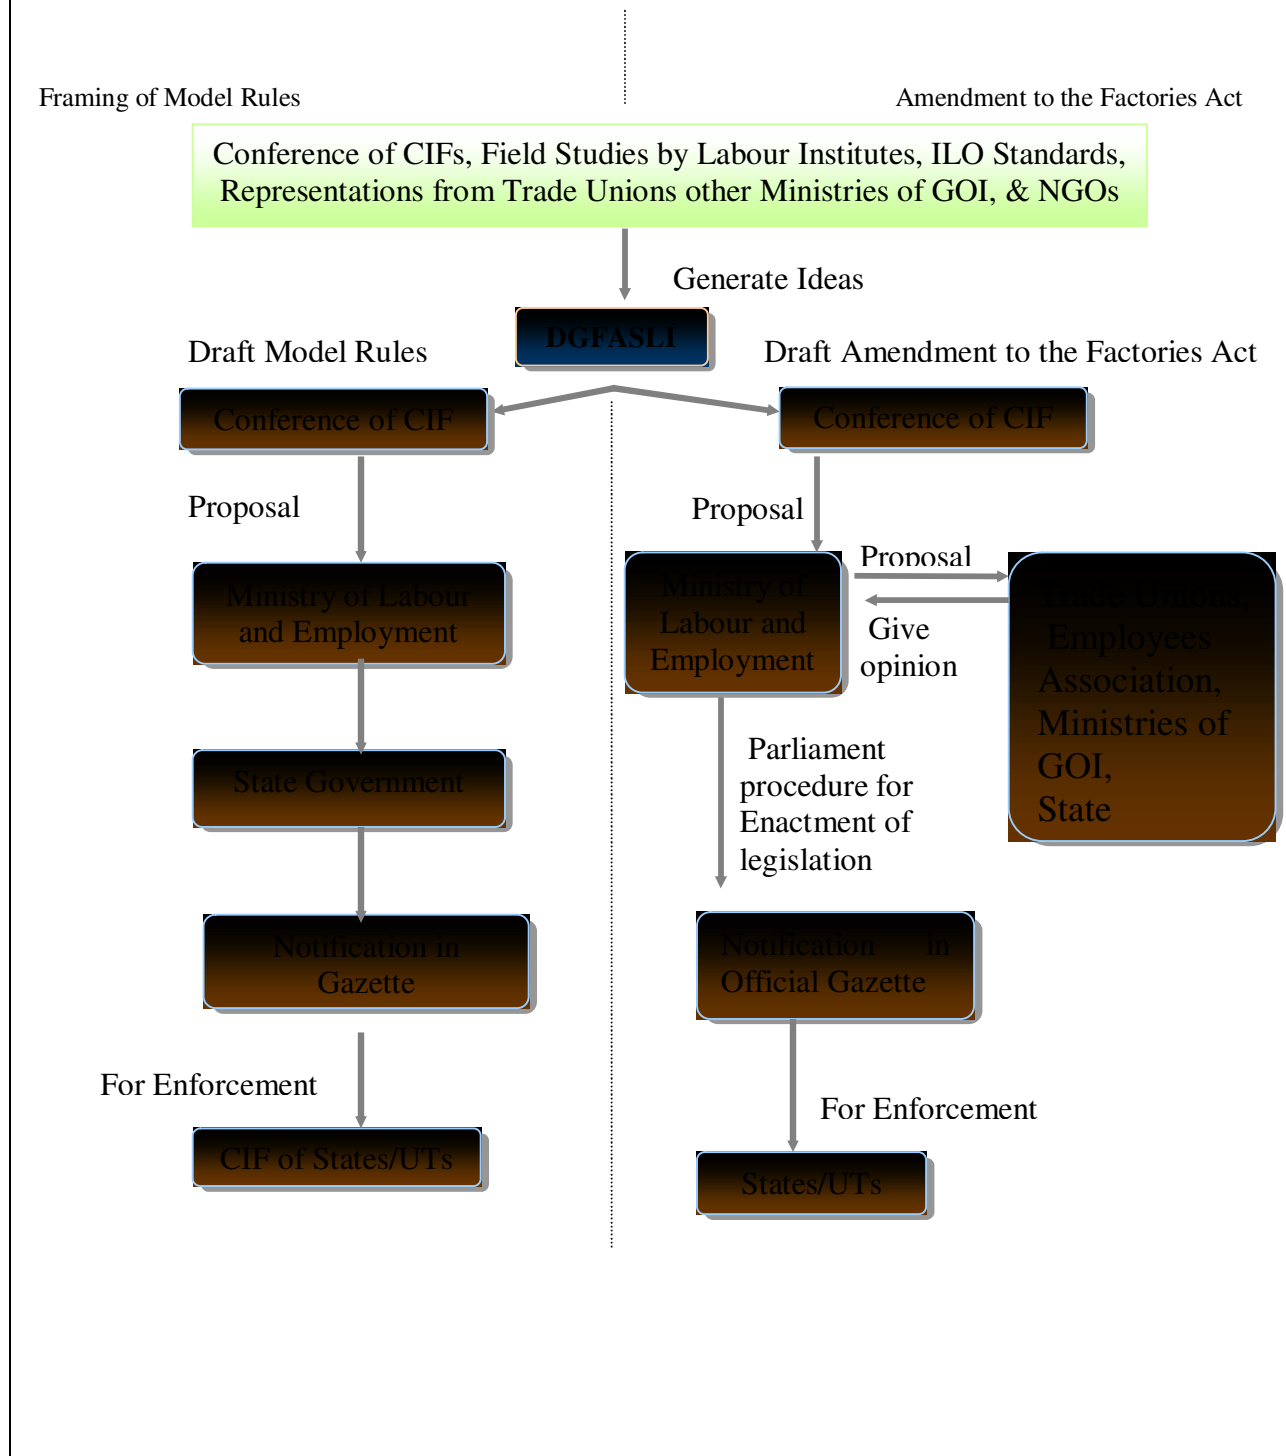 Framing of Model Rules
Amendment to the Factories Act
Conference of CIFs, Field Studies by Labour Institutes, ILO Standards,
Representations from Trade Unions other Ministries of GOI, & NGOs
Generate Ideas
DGFASLI
Draft Model Rules
Draft Amendment to the Factories Act
Conference of CIF
Conference of CIF
Proposal
Proposal
Ministry of Labour
and Employment
Ministry of
Labour and
Employment
Proposal
Give
opinion
Trade Unions,
Employees
Association,
Ministries of
GOI,
State
State Government
Parliament
procedure for
Enactment of
legislation
Notification in
Gazette
Notification in
Official Gazette
For Enforcement
For Enforcement
CIF of States/UTs
States/UTs